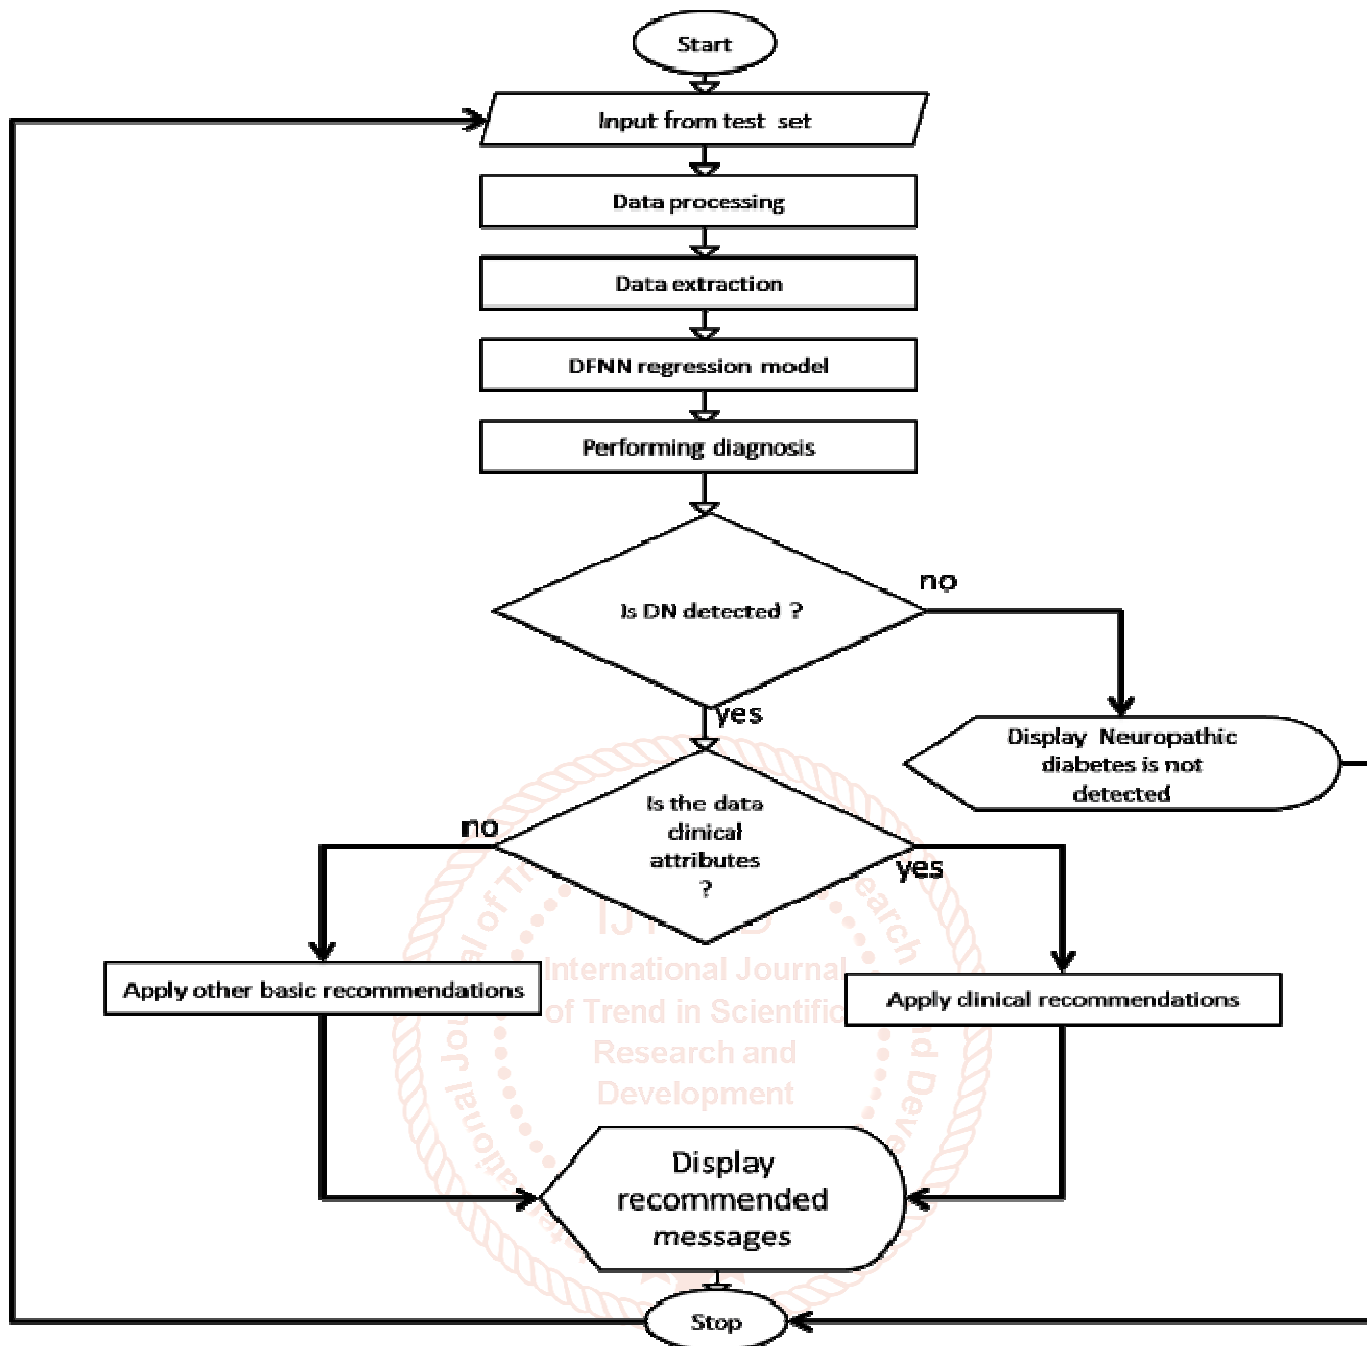 Start
Input from test set
Data processing
Data extraction
DFNN regression model
Performing diagnosis
Is DN detected ?
no
yes
Display Neuropathic
diabetes is not
detected
Is the data
clinical
attributes
?
no
yes
Apply other basic recommendations
Apply clinical recommendations
International Journal
of Trend in Scientific
Research and
Development
Display
recommended
messages
Stop